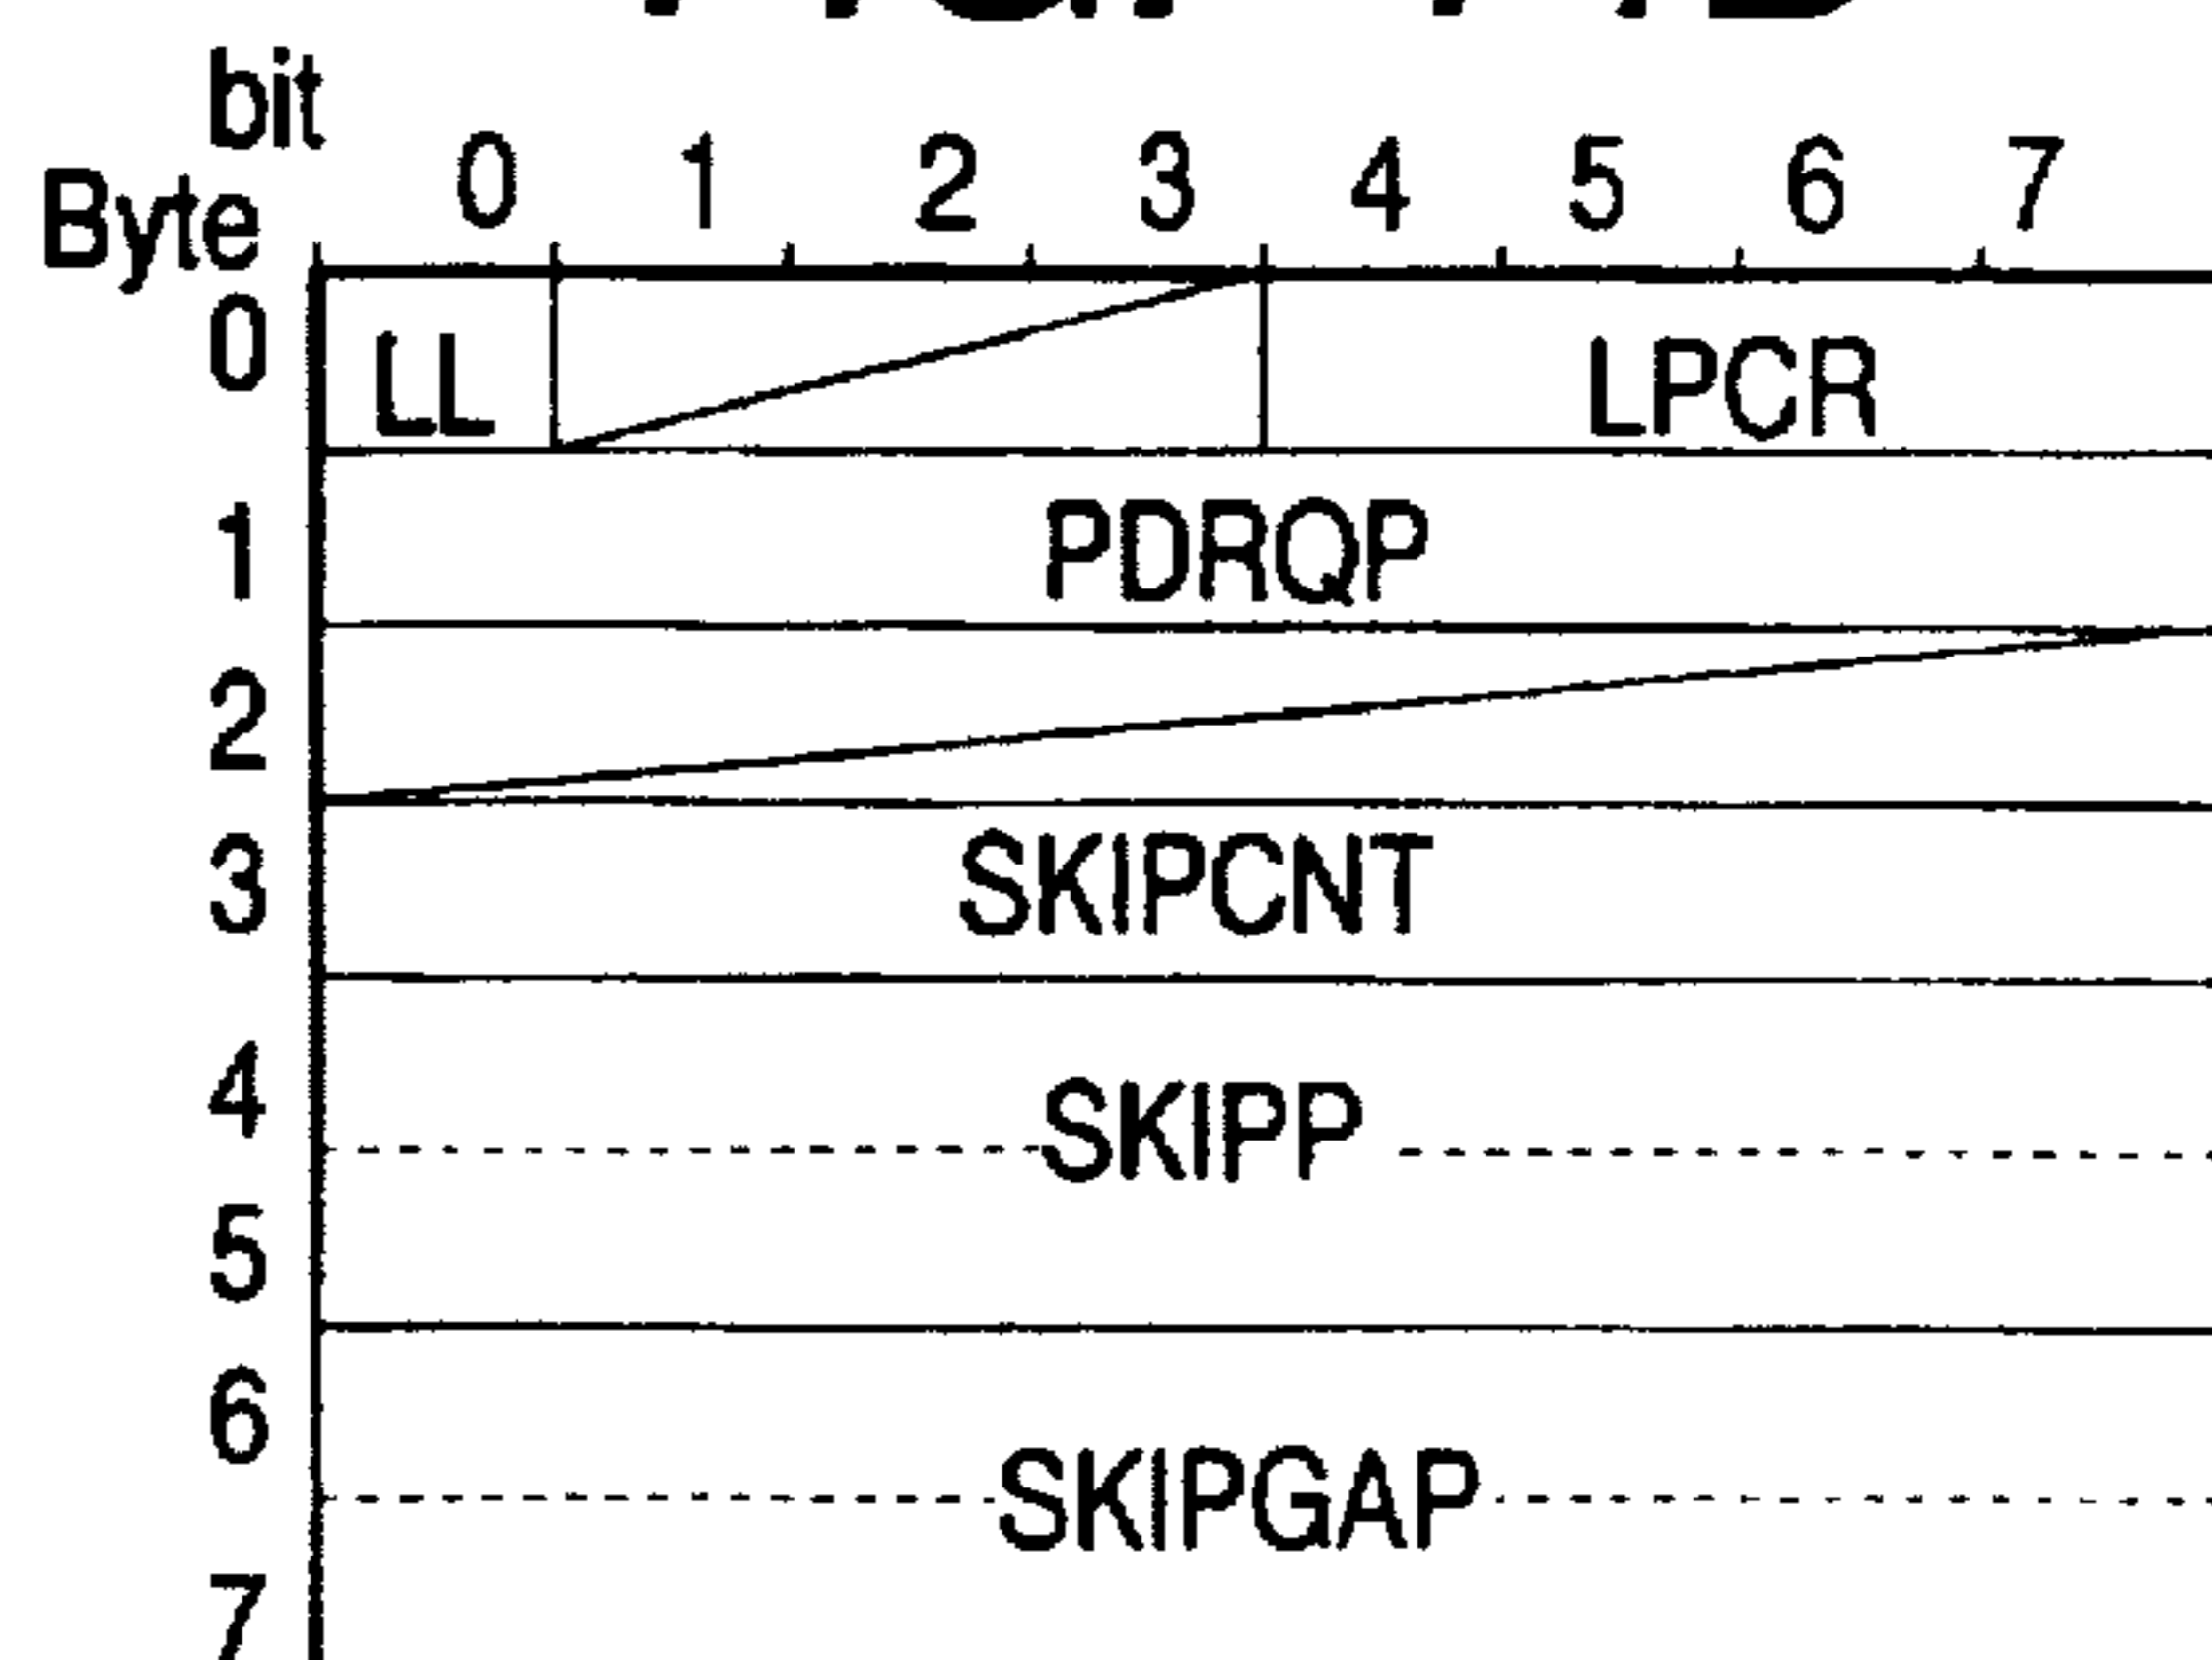 bit
Byte
0 1 2 3 4 5 6 7
0 LL LPCR
1 PDRQP
2
3 SKIPCNT
4
SKIPP
5
6
SKIPGAP
7